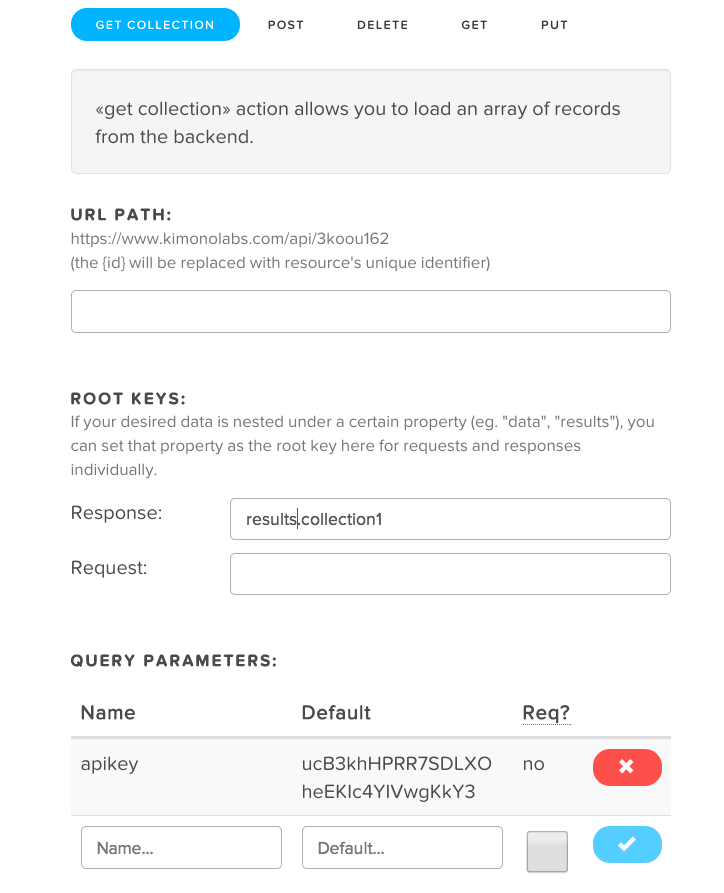 GET COLLECTION POST DELETE GET PUT
«get collection» action allows you to load an array of records
from the backend.
URL PATH:
https://www.kimonolabs.com/api/3koou162
(the {id} will be replaced with resource's unique identifier)
ROOT KEYS:
If your desired data is nested under a certain property (eg. "data", "results"), you
can set that property as the root key here for requests and responses
individually.
Response: results.collection1
Request:
QUERY PARAMETERS:
Name Default Req?
apikey ucB3khHPRR7SDLXO no
heEKIc4YIVwgKkY3
Name... Default...